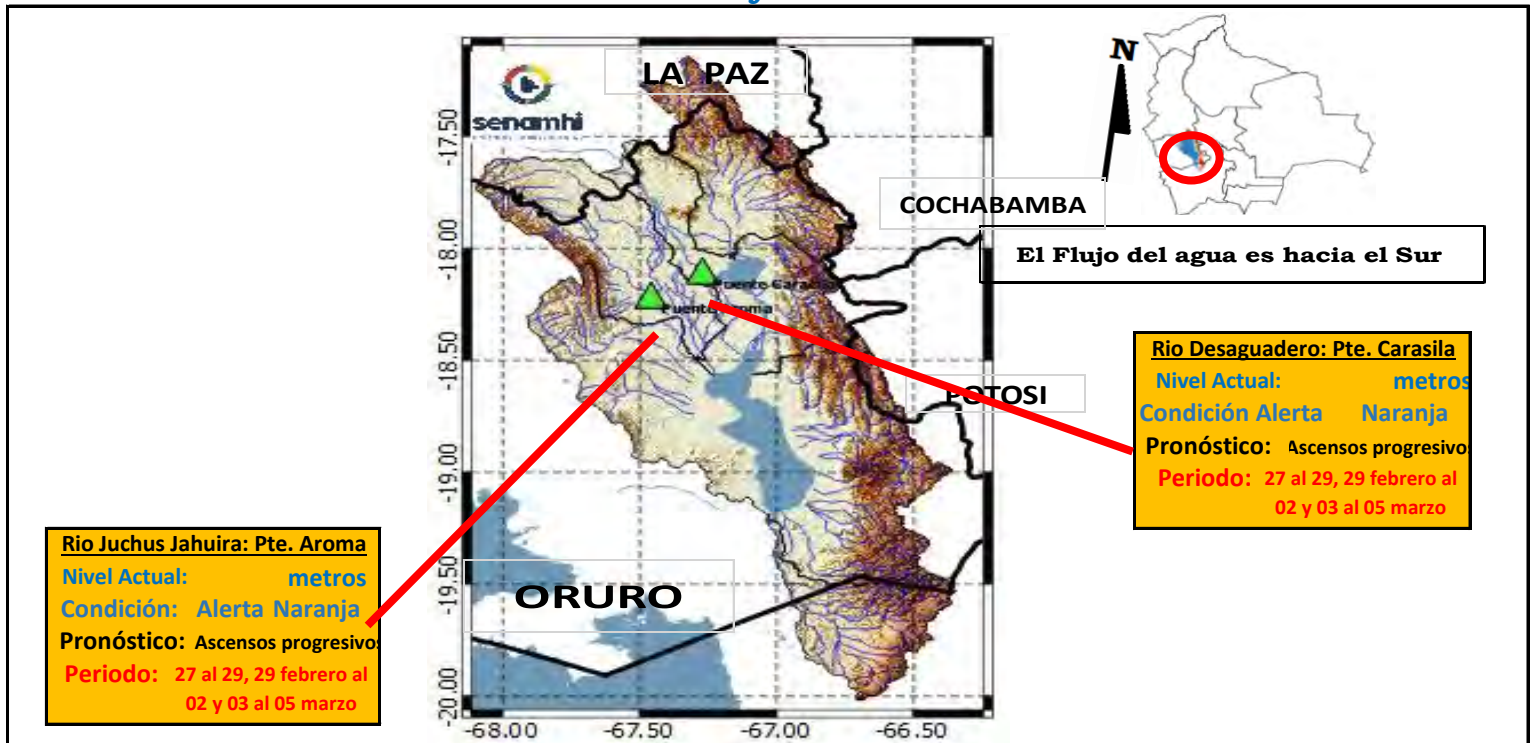 LA PAZ
senamhi
N
COCHABAMBA
El Flujo del agua es hacia el Sur
-17.50
-18.00
-18.50
-19.00
-19.50
-20.00
Puente
Puente
POTOSI
Rio Desaguadero: Pte. Carasila
Nivel Actual: metros
Condición Alerta Naranja
Pronóstico: Ascensos progresivo
Periodo: 27 al 29, 29 febrero al
02 y 03 al 05 marzo
Rio Juchus Jahuira: Pte. Aroma
Nivel Actual: metros
Condición: Alerta Naranja
Pronóstico: Ascensos progresivo
Periodo: 27 al 29, 29 febrero al
02 y 03 al 05 marzo
ORURO
-68.00 -67.50 -67.00 -66.50